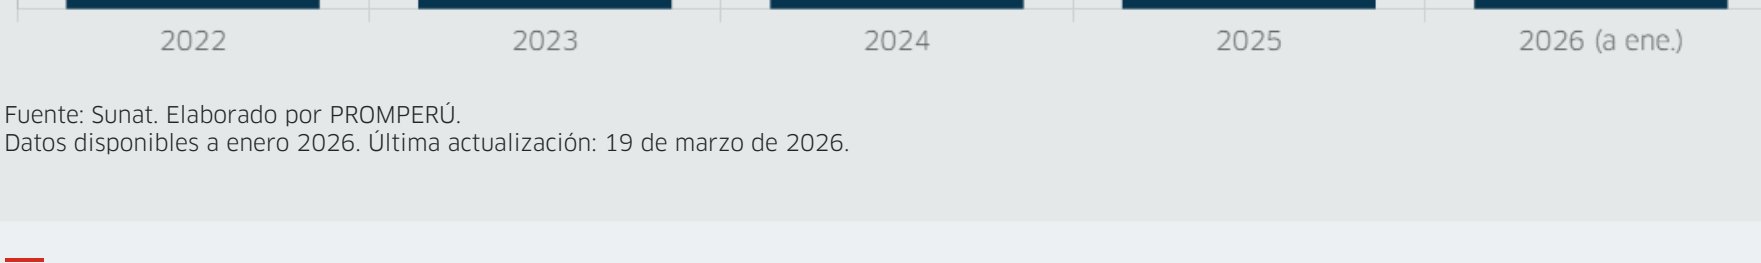 2022 2023 2024 2025 2026 (a ene.)
Fuente: Sunat. Elaborado por PROMPERÚ.
Datos disponibles a enero 2026. Última actualización: 19 de marzo de 2026.